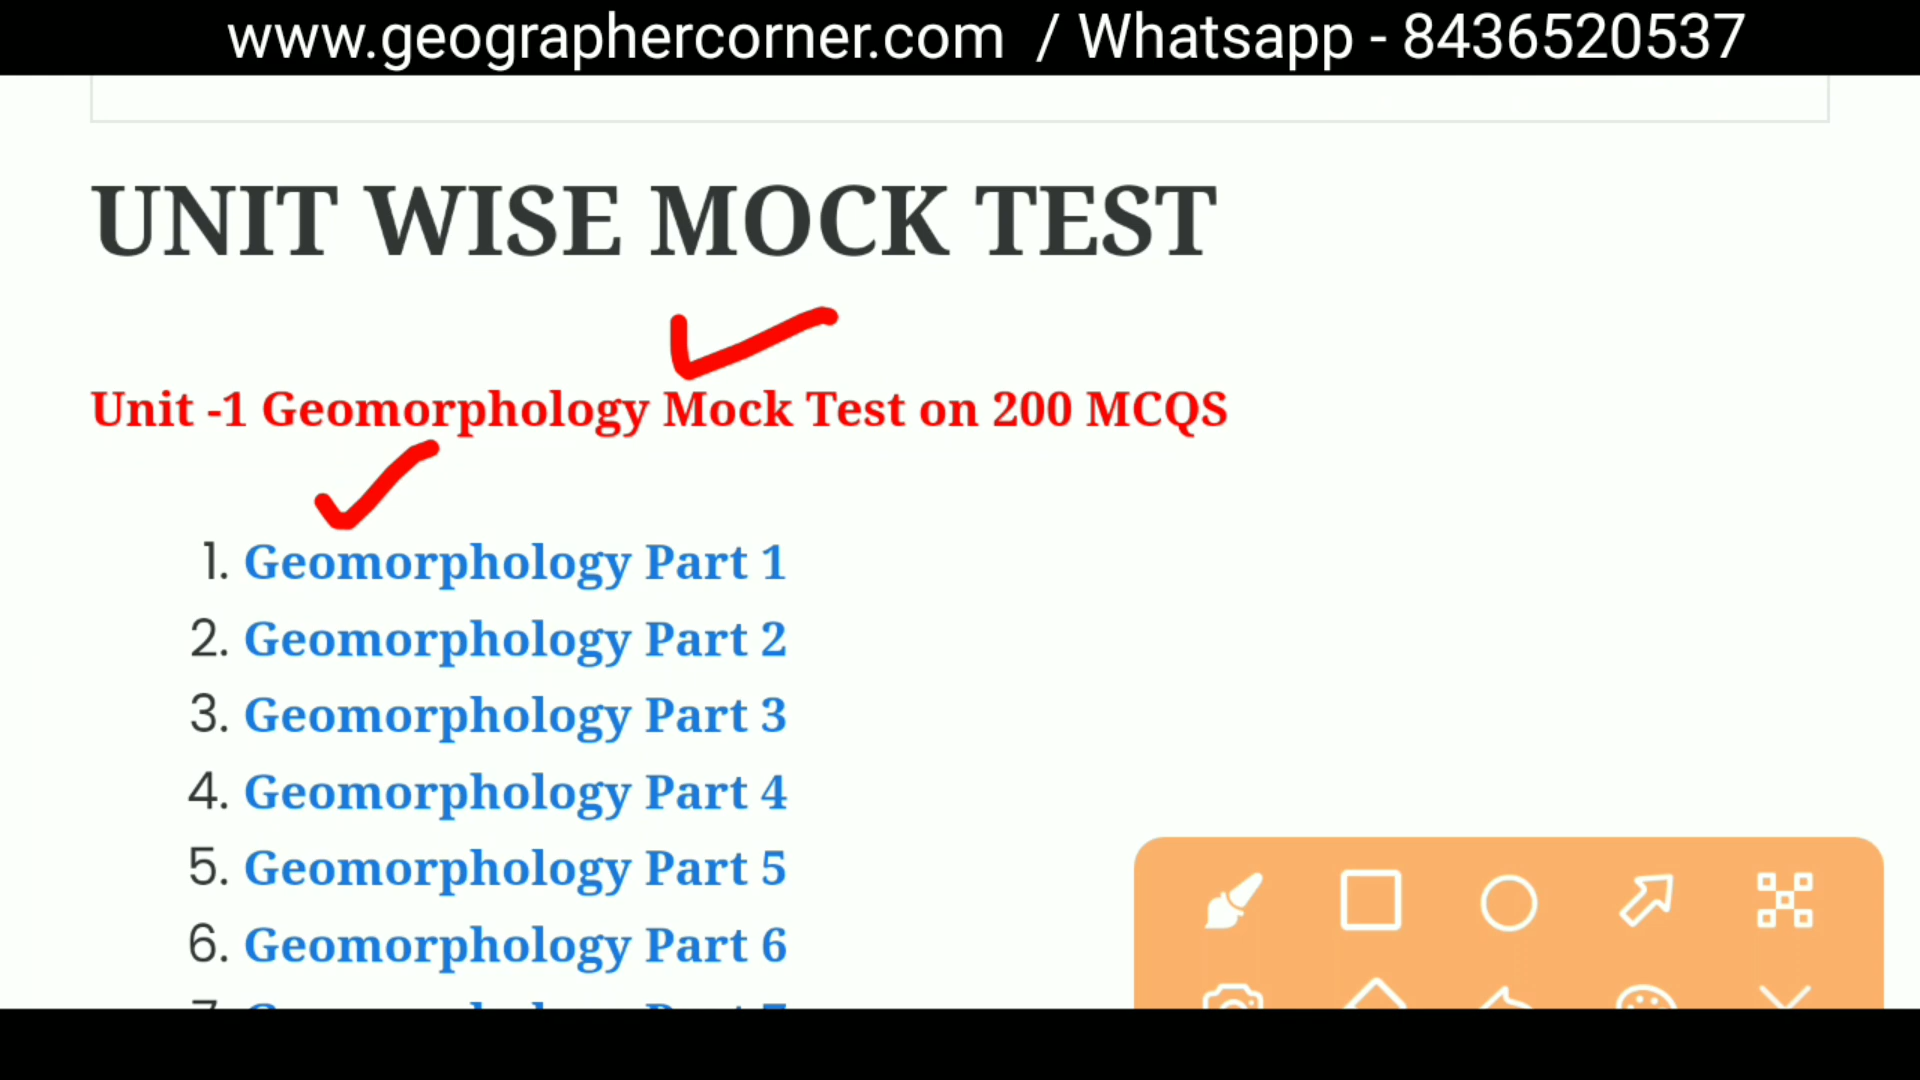 www.geographercorner.com / Whatsapp - 8436520537
UNIT WISE MOCK TEST
Unit -1 Geomorphology Mock Test on 200 MCQS
1. Geomorphology Part 1
2. Geomorphology Part 2
3. Geomorphology Part 3
4. Geomorphology Part 4
5. Geomorphology Part 5
6. Geomorphology Part 6